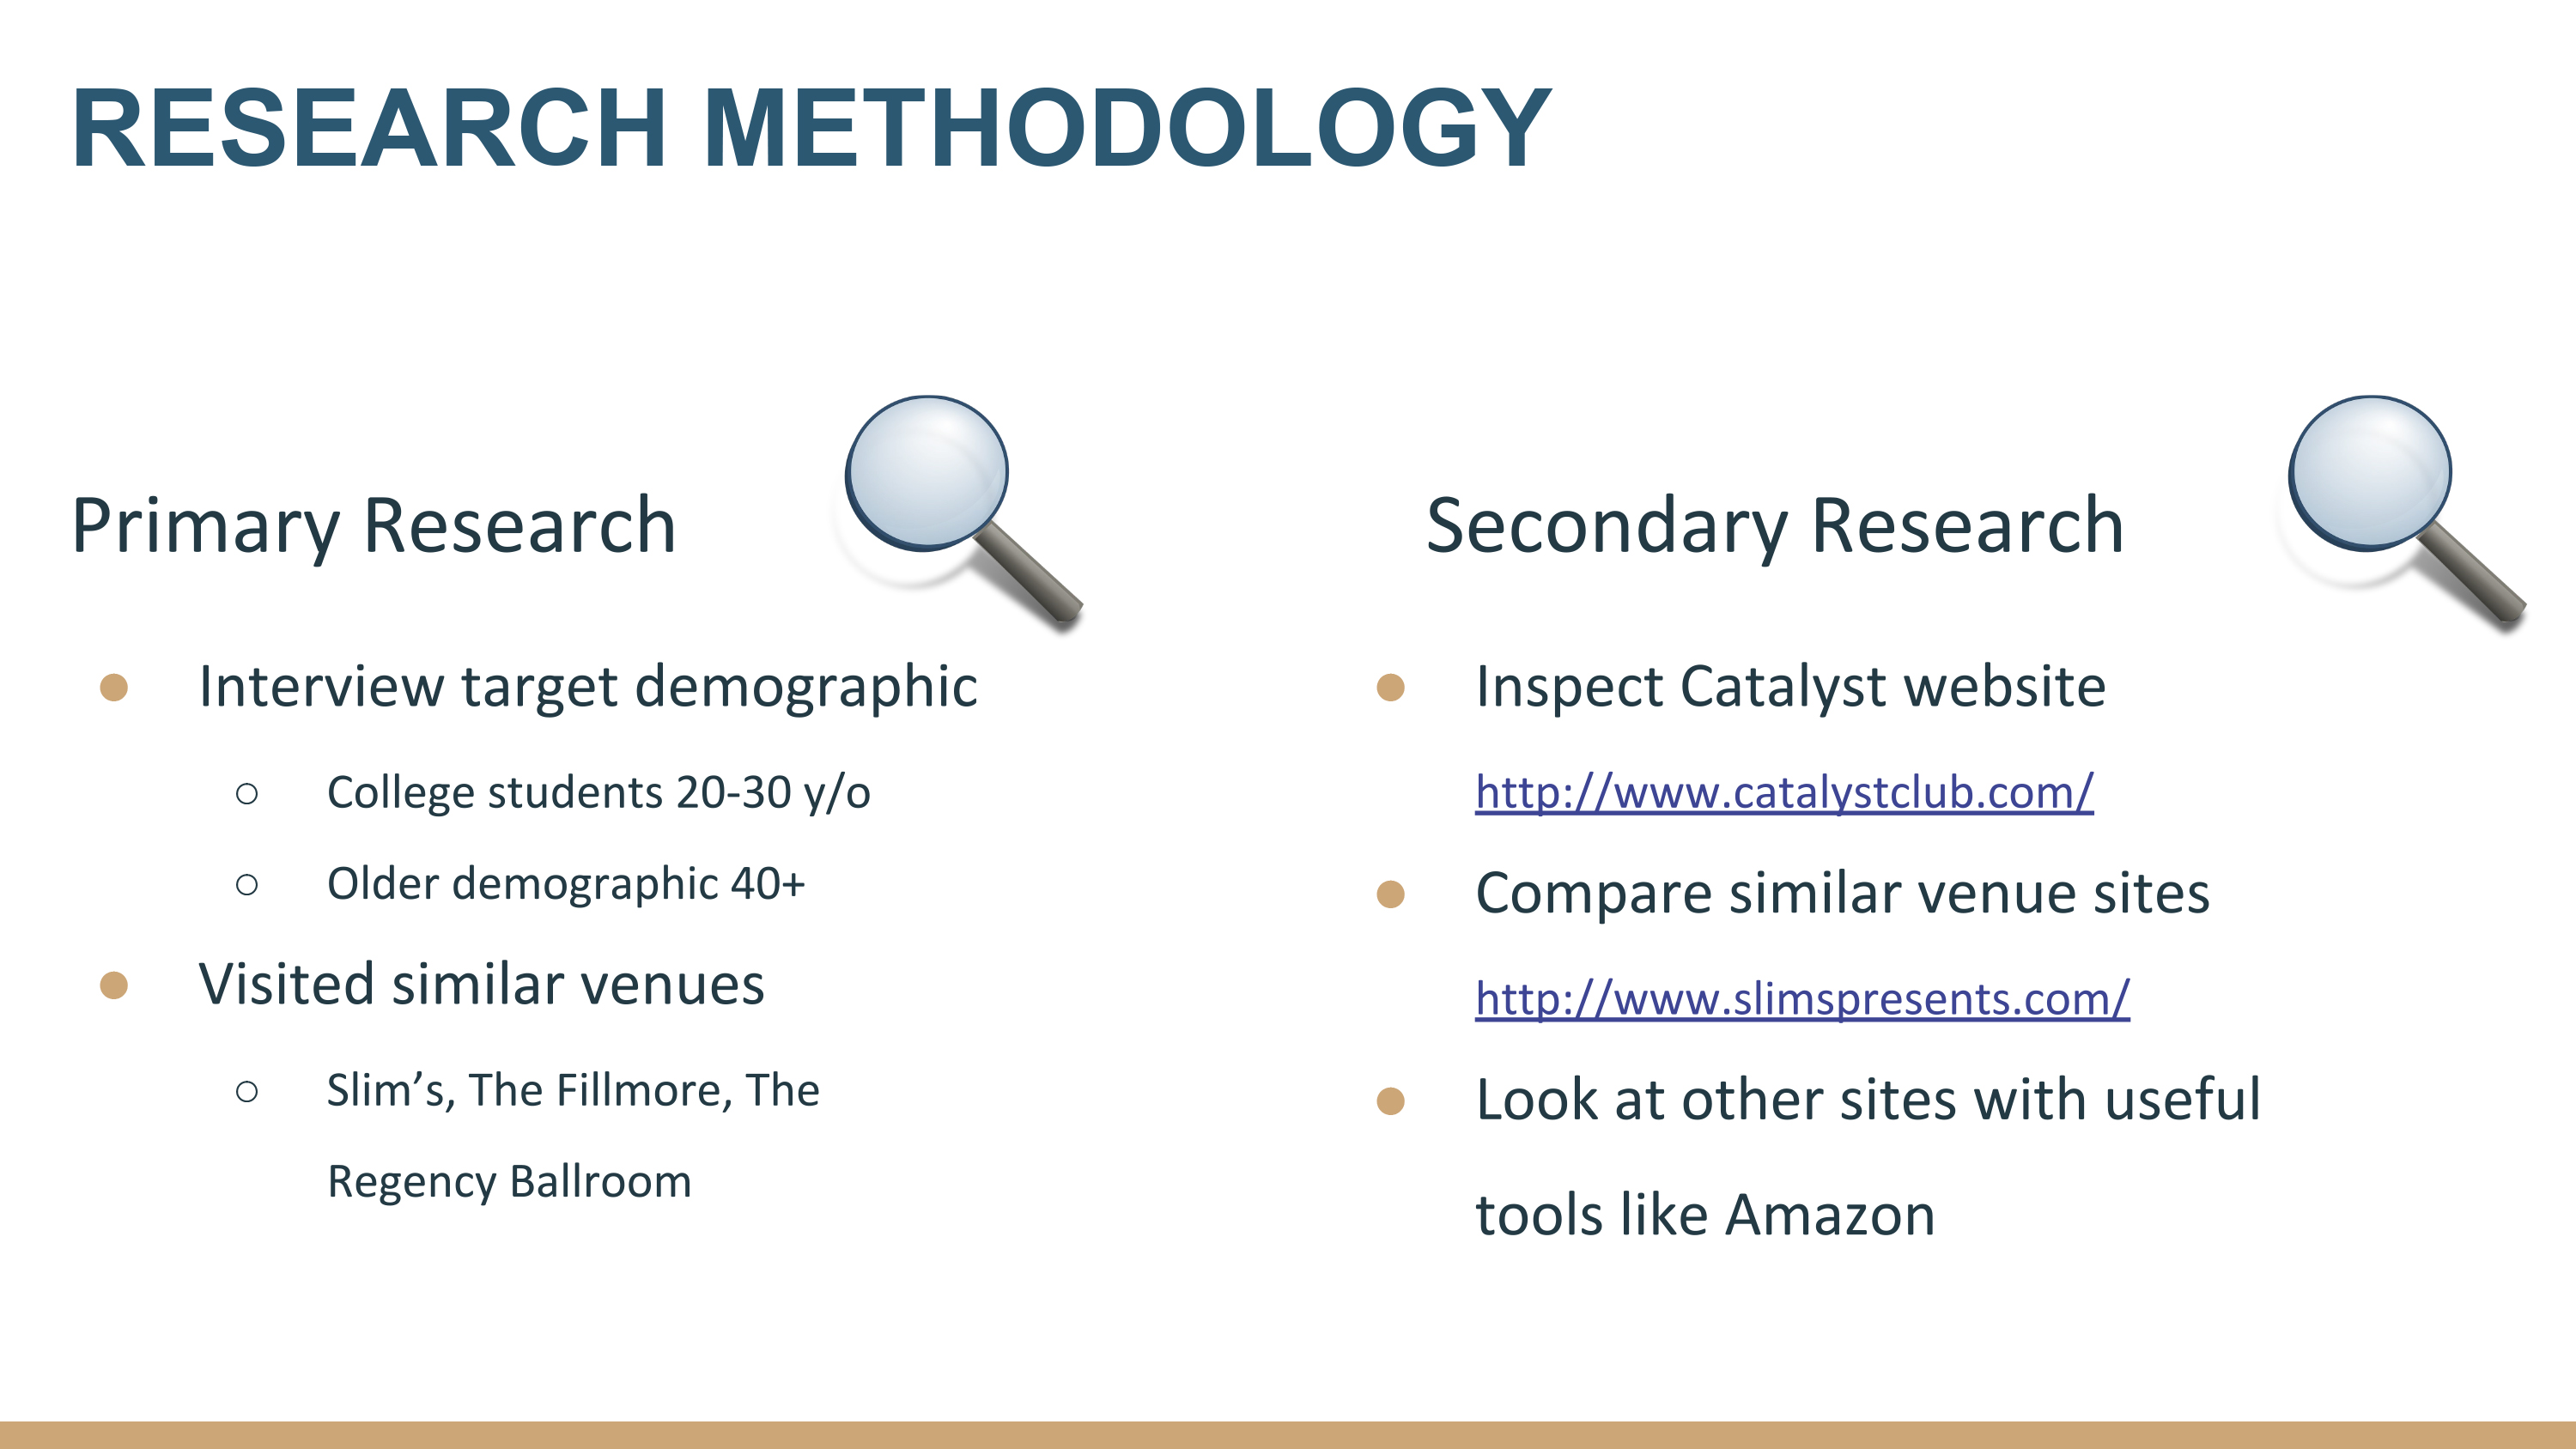 RESEARCH METHODOLOGY
Primary Research
● Interview target demographic
○ College students 20-30 y/o
○ Older demographic 40+
● Visited similar venues
○ Slim’s, The Fillmore, The
Regency Ballroom
Secondary Research
● Inspect Catalyst website
http://www.catalystclub.com/
● Compare similar venue sites
http://www.slimspresents.com/
● Look at other sites with useful
tools like Amazon